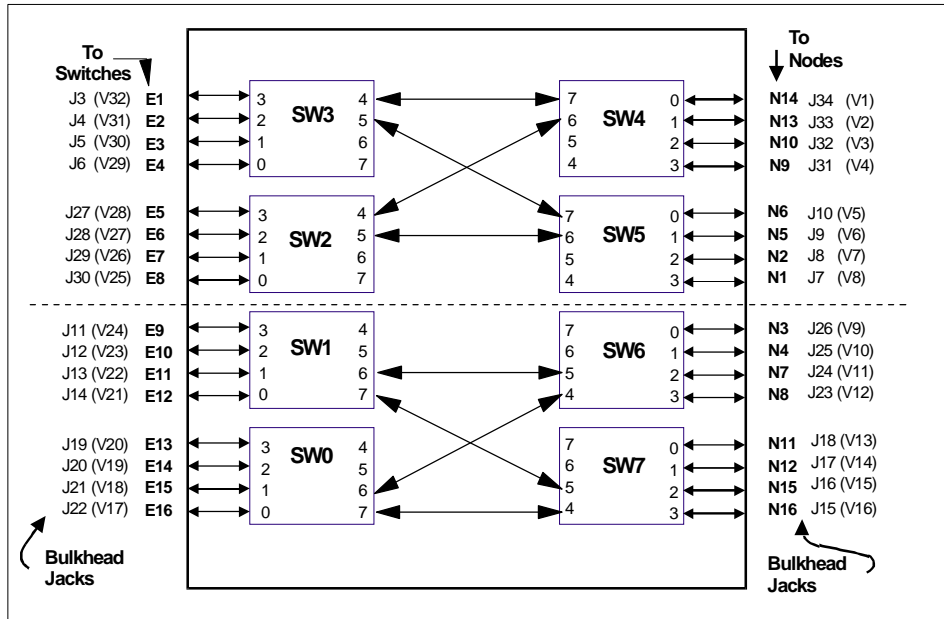 To
Switches
To
Nodes
J3 (V32) E1 3 SW3 4 7 SW4 0 N14 J34 (V1)
J4 (V31) E2 2 5 6 1 N13 J33 (V2)
J5 (V30) E3 1 6 5 2 N10 J32 (V3)
J6 (V29) E4 0 7 4 3 N9 J31 (V4)
J27 (V28) E5 3 SW2 4 7 SW5 0 N6 J10 (V5)
J28 (V27) E6 2 5 6 1 N5 J9 (V6)
J29 (V26) E7 1 6 5 2 N2 J8 (V7)
J30 (V25) E8 0 7 4 3 N1 J7 (V8)
J11 (V24) E9 3 SW1 4 7 SW6 0 N3 J26 (V9)
J12 (V23) E10 2 5 6 1 N4 J25 (V10)
J13 (V22) E11 1 6 5 2 N7 J24 (V11)
J14 (V21) E12 0 7 4 3 N8 J23 (V12)
J19 (V20) E13 3 SW0 4 7 SW7 0 N11 J18 (V13)
J20 (V19) E14 2 5 6 1 N12 J17 (V14)
J21 (V18) E15 1 6 5 2 N15 J16 (V15)
J22 (V17) E16 0 7 4 3 N16 J15 (V16)
Bulkhead
Jacks
Bulkhead
Jacks